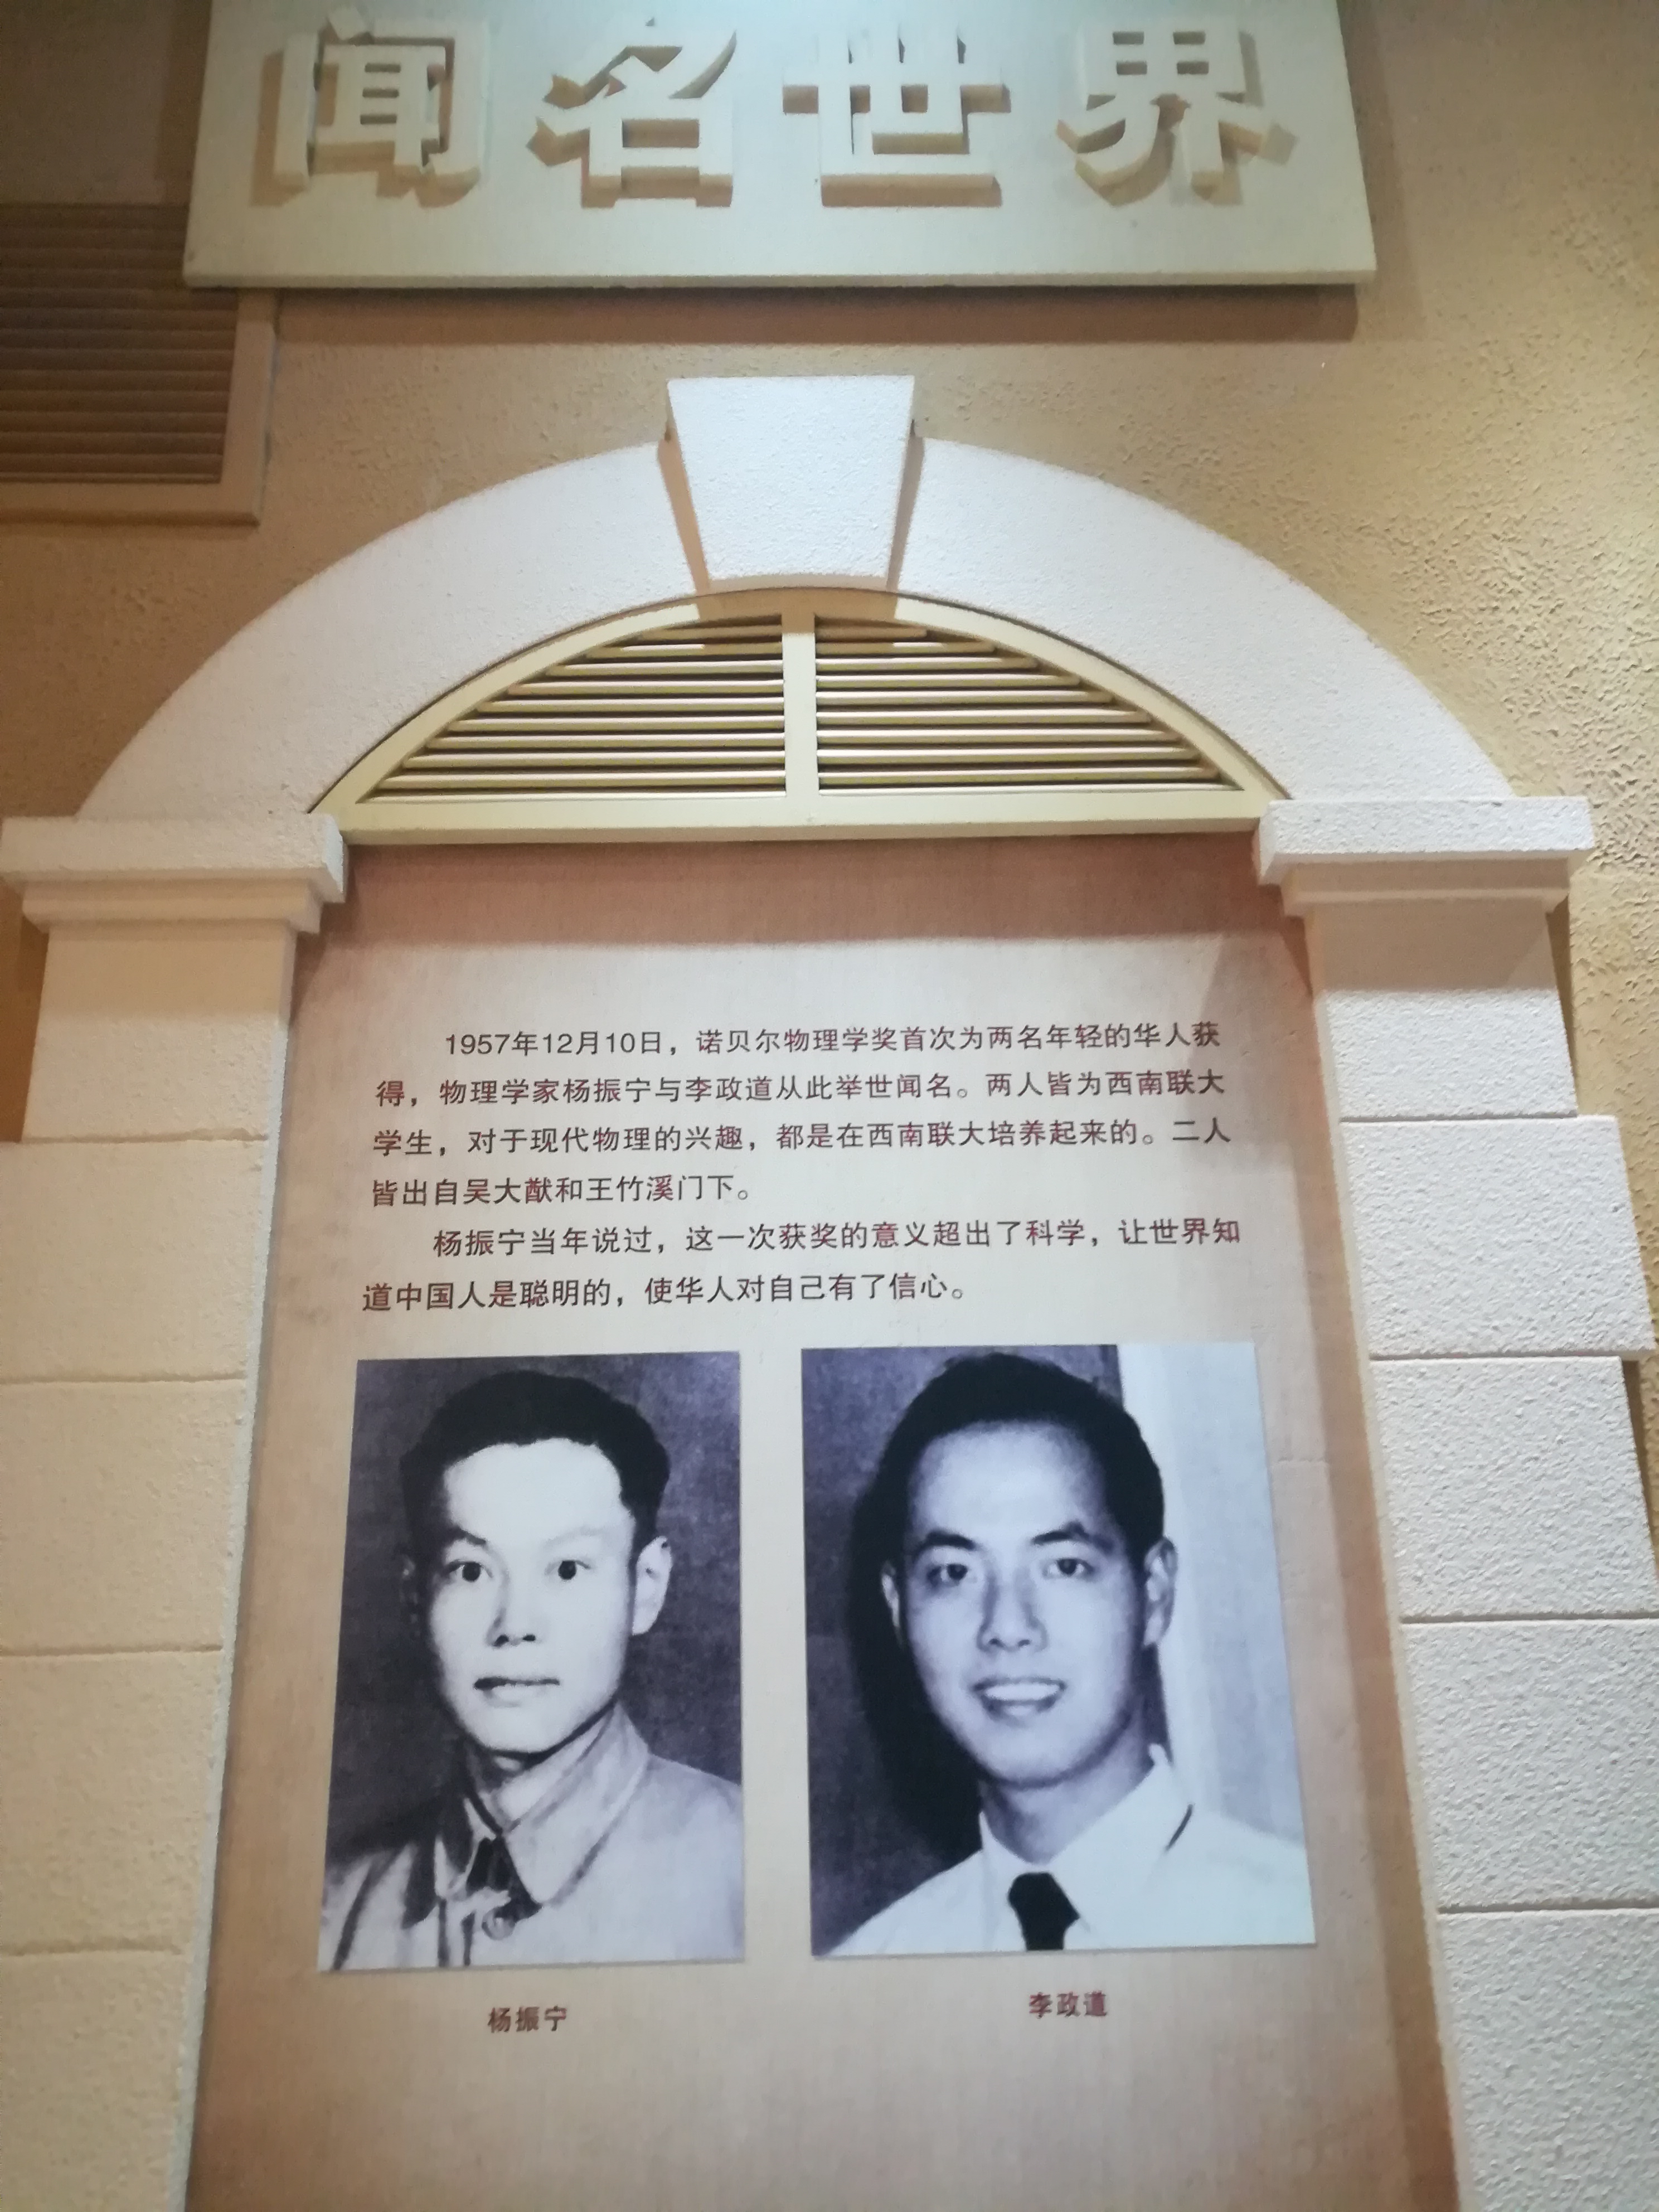 闻名世界
1957年12月10日，诺贝尔物理学奖首次为两名年轻的华人获
得，物理学家杨振宁与李政道从此举世闻名。两人皆为西南联大
学生，对于现代物理的兴趣，都是在西南联大培养起来的。二人
皆出自吴大猷和王竹溪门下。
杨振宁当年说过，这一次获奖的意义超出了科学，让世界知
道中国人是聪明的，使华人对自己有了信心。
杨振宁
李政道